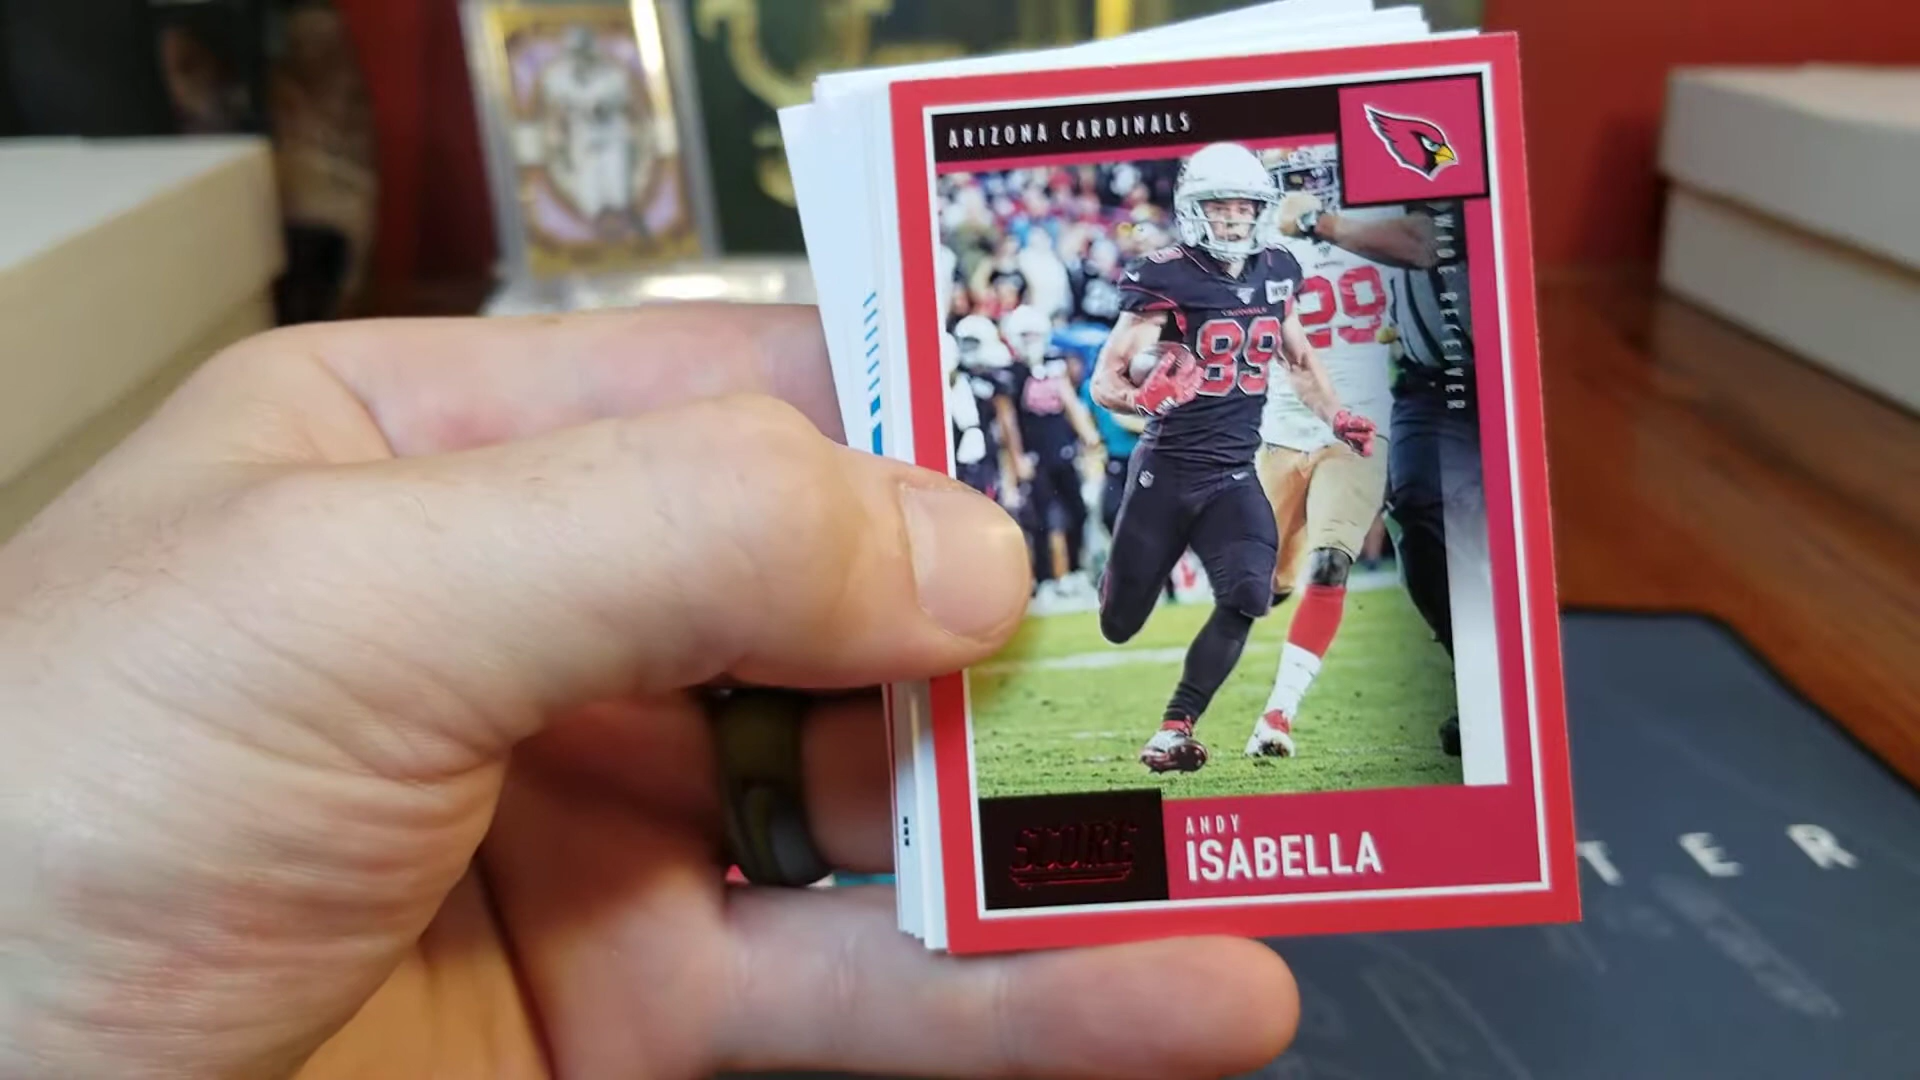 ARIZONA CARDINALS
WIDE RECEIVER
89
29
SCORE
ANDY
ISABELLA
TER